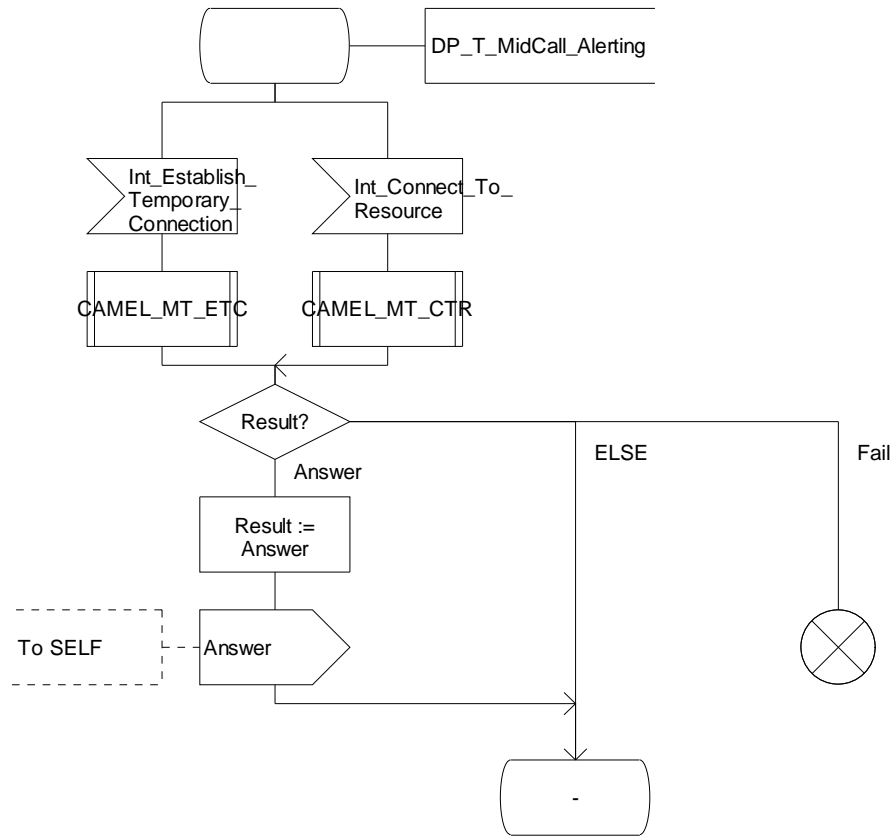 DP_T_MidCall_Alerting
Int_Establish_
Temporary_
Connection
Int_Connect_To_
Resource
CAMEL_MT_ETC
CAMEL_MT_CTR
Result?
ELSE
Fail
Answer
Result :=
Answer
To SELF
Answer
-